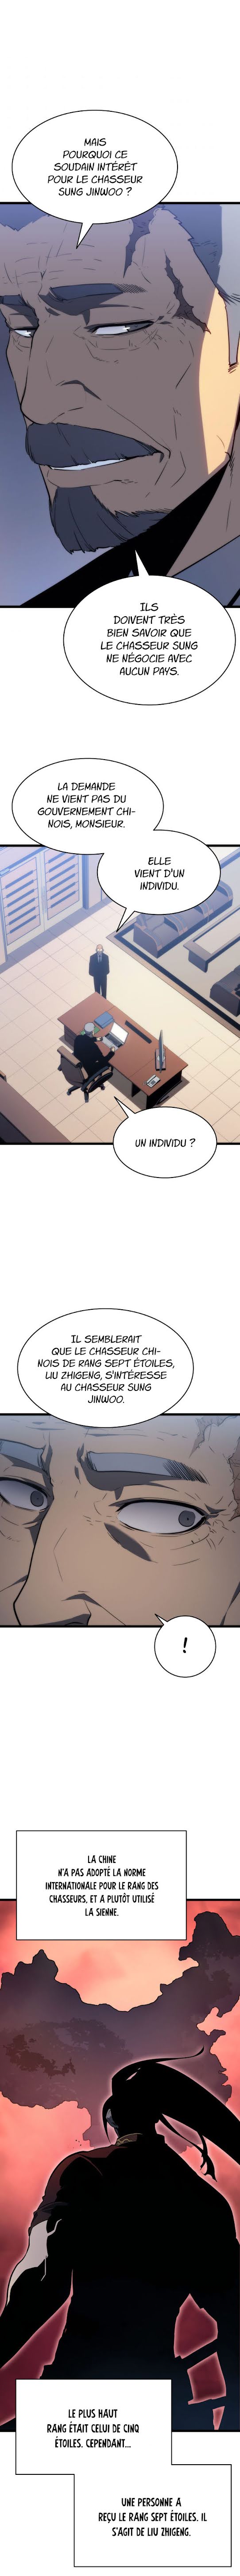 MAIS
POURQUOI CE
SOUDAIN INTÉRÊT
POUR LE CHASSEUR
SUNG JINWOO ?
ILS
DOIVENT TRÈS
BIEN SAVOIR QUE
LE CHASSEUR SUNG
NE NÉGOCIE AVEC
AUCUN PAYS.
LA DEMANDE
NE VIENT PAS DU
GOUVERNEMENT CHI-
NOIS, MONSIEUR.
ELLE
VIENT D'UN
INDIVIDU.
UN INDIVIDU ?
IL SEMBLERAIT
QUE LE CHASSEUR CHI-
NOIS DE RANG SEPT ÉTOILES,
LIU ZHIGENG, S'INTÉRESSE
AU CHASSEUR SUNG
JINWOO.
!
LA CHINE
N'A PAS ADOPTÉ LA NORME
INTERNATIONALE POUR LE RANG DES
CHASSEURS, ET A PLUTÔT UTILISÉ
LA SIENNE.
LE PLUS HAUT
RANG ÉTAIT CELUI DE CINQ
ÉTOILES. CEPENDANT...
UNE PERSONNE A
REÇU LE RANG SEPT ÉTOILES. IL
S'AGIT DE LIU ZHIGENG.